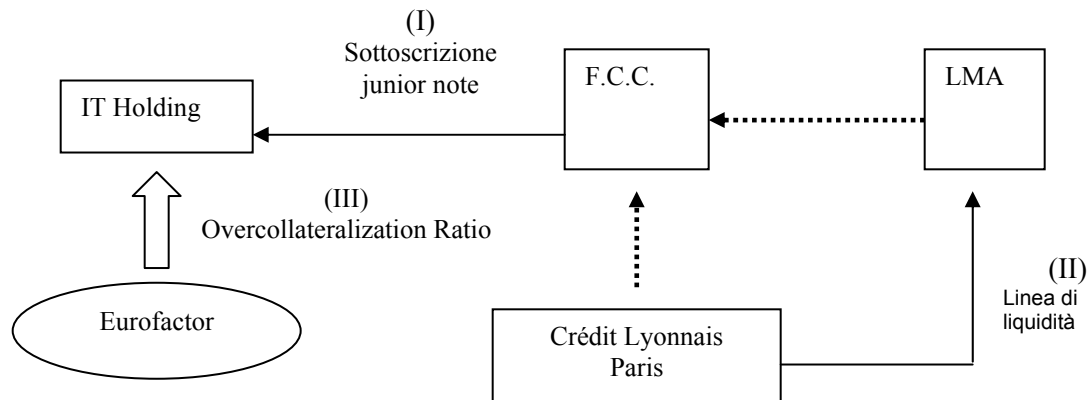 (I)
Sottoscrizione
junior note
IT Holding
F.C.C.
LMA
(III)
Overcollateralization Ratio
(II)
Linea di
liquidità
Eurofactor
Crédit Lyonnais
Paris